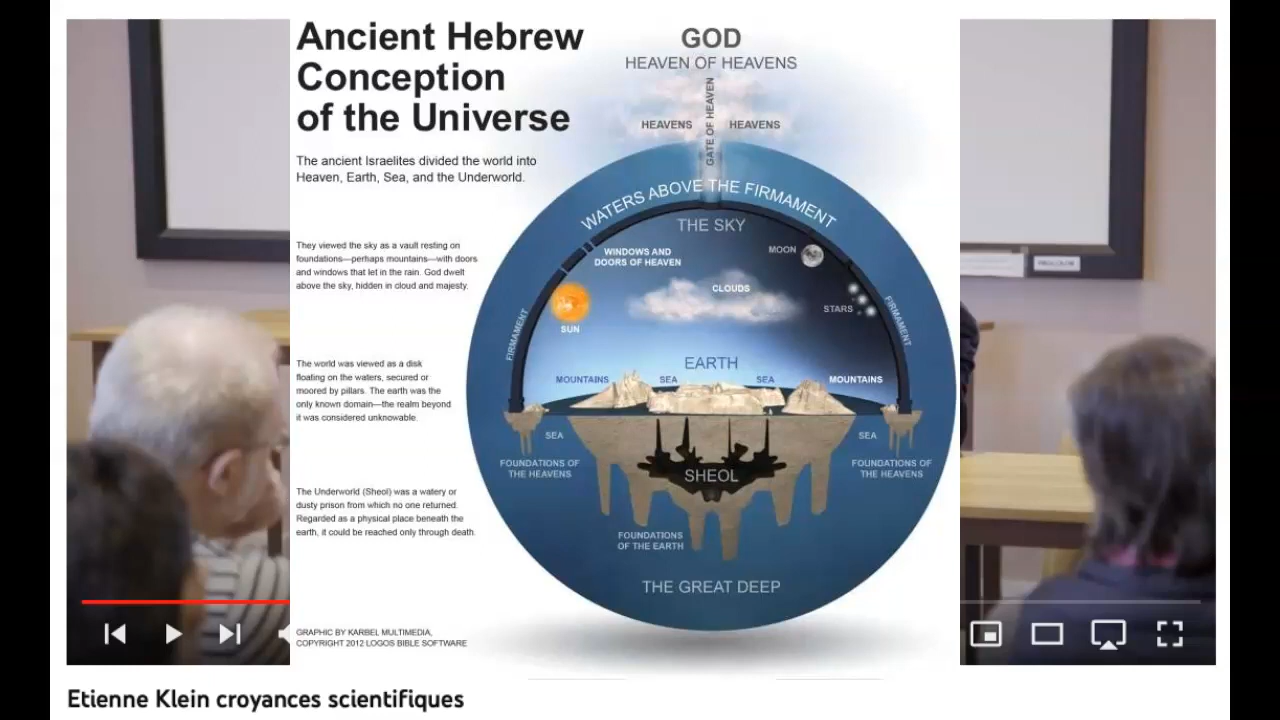 Ancient Hebrew
Conception
of the Universe
The ancient Israelites divided the world into
Heaven, Earth, Sea, and the Underworld.
They viewed the sky as a vault resting on
foundations—perhaps mountains—with doors
and windows that let in the rain. God dwelt
above the sky, hidden in cloud and majesty.
The world was viewed as a disk
floating on the waters, secured or
moored by pillars. The earth was the
only known domain—the realm beyond
it was considered unknowable.
The Underworld (Sheol) was a watery or
dusty prison from which no one returned.
Regarded as a physical place beneath the
earth, it could be reached only through death.
GRAPHIC BY KARBEL MULTIMEDIA,
COPYRIGHT 2012 LOGOS BIBLE SOFTWARE
GOD
HEAVEN OF HEAVENS
GATE OF HEAVEN
HEAVENS
HEAVENS
WATERS ABOVE THE FIRMAMENT
THE SKY
WINDOWS AND
DOORS OF HEAVEN
MOON
CLOUDS
STARS
SUN
FIRMAMENT
FIRMAMENT
EARTH
MOUNTAINS
SEA
SEA
MOUNTAINS
SEA
SEA
FOUNDATIONS OF
THE HEAVENS
FOUNDATIONS OF
THE HEAVENS
SHEOL
FOUNDATIONS
OF THE EARTH
THE GREAT DEEP
Etienne Klein croyances scientifiques